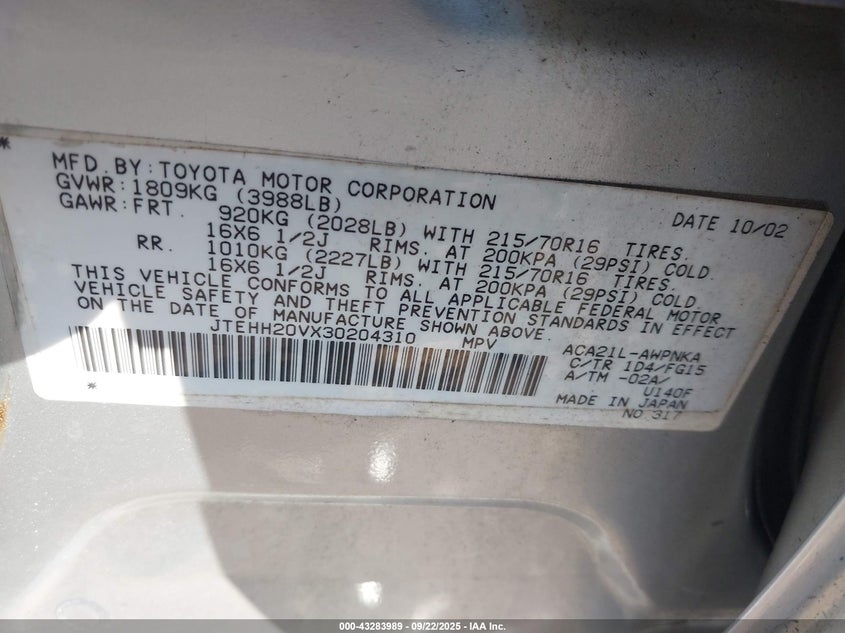 MFD.BY:TOYOTA MOTOR CORPORATION DATE 10/02
GVWR:1809KG (3988LB)
GAWR:FRT. 920KG (2028LB) WITH 215/70R16 TIRES.
16X6 1/2J RIMS. AT 200KPA (29PSI) COLD.
RR. 1010KG (2227LB) WITH 215/70R16 TIRES.
16X6 1/2J RIMS. AT 200KPA (29PSI) COLD.
THIS VEHICLE CONFORMS TO ALL APPLICABLE FEDERAL MOTOR
VEHICLE SAFETY AND THEFT PREVENTION STANDARDS IN EFFECT
ON THE DATE OF MANUFACTURE SHOWN ABOVE.
JTEHH20VX30204310 MPV
ACA21L-AWPNKA
C/TR 1D4/FG15
A/TM -02A/
U140F
MADE IN JAPAN
NO.317
000-43283989 - 09/22/2025 - IAA Inc.